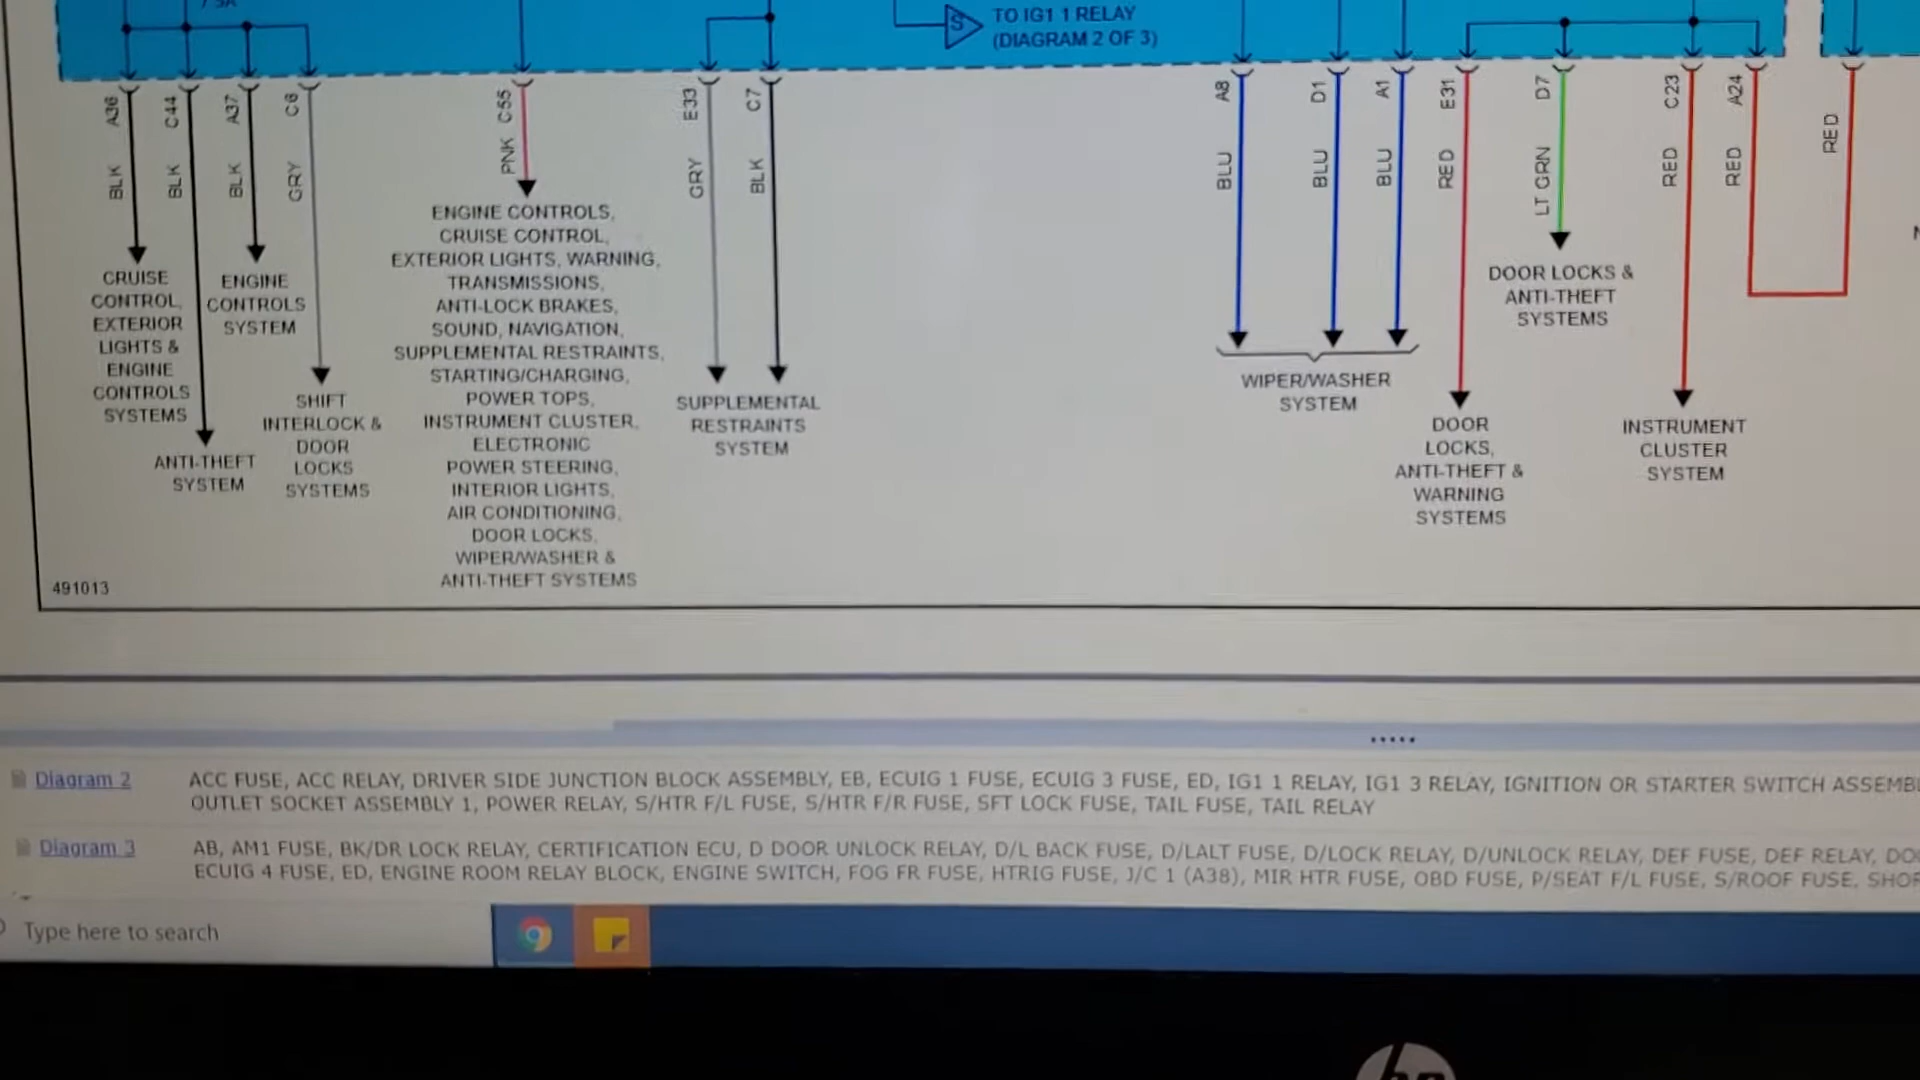 7.5A
TO IG1 1 RELAY
(DIAGRAM 2 OF 3)
S
A36
C44
A37
C6
C55
E33
C7
A8
D1
A1
E31
D7
C23
A24
BLK
BLK
BLK
GRY
PNK
GRY
BLK
BLU
BLU
BLU
RED
LT GRN
RED
RED
RED
CRUISE
CONTROL,
EXTERIOR
LIGHTS &
ENGINE
CONTROLS
SYSTEMS
ANTI-THEFT
SYSTEM
ENGINE
CONTROLS
SYSTEM
SHIFT
INTERLOCK &
DOOR
LOCKS
SYSTEMS
ENGINE CONTROLS,
CRUISE CONTROL,
EXTERIOR LIGHTS, WARNING,
TRANSMISSIONS,
ANTI-LOCK BRAKES,
SOUND, NAVIGATION,
SUPPLEMENTAL RESTRAINTS,
STARTING/CHARGING,
POWER TOPS,
INSTRUMENT CLUSTER,
ELECTRONIC
POWER STEERING,
INTERIOR LIGHTS,
AIR CONDITIONING,
DOOR LOCKS,
WIPER/WASHER &
ANTI-THEFT SYSTEMS
SUPPLEMENTAL
RESTRAINTS
SYSTEM
WIPER/WASHER
SYSTEM
DOOR
LOCKS,
ANTI-THEFT &
WARNING
SYSTEMS
DOOR LOCKS &
ANTI-THEFT
SYSTEMS
INSTRUMENT
CLUSTER
SYSTEM
491013
Diagram 2
ACC FUSE, ACC RELAY, DRIVER SIDE JUNCTION BLOCK ASSEMBLY, EB, ECUIG 1 FUSE, ECUIG 3 FUSE, ED, IG1 1 RELAY, IG1 3 RELAY, IGNITION OR STARTER SWITCH ASSEMBL
OUTLET SOCKET ASSEMBLY 1, POWER RELAY, S/HTR F/L FUSE, S/HTR F/R FUSE, SFT LOCK FUSE, TAIL FUSE, TAIL RELAY
Diagram 3
AB, AM1 FUSE, BK/DR LOCK RELAY, CERTIFICATION ECU, D DOOR UNLOCK RELAY, D/L BACK FUSE, D/LALT FUSE, D/LOCK RELAY, D/UNLOCK RELAY, DEF FUSE, DEF RELAY, DO
ECUIG 4 FUSE, ED, ENGINE ROOM RELAY BLOCK, ENGINE SWITCH, FOG FR FUSE, HTRIG FUSE, J/C 1 (A38), MIR HTR FUSE, OBD FUSE, P/SEAT F/L FUSE, S/ROOF FUSE, SHOR
Type here to search
hp